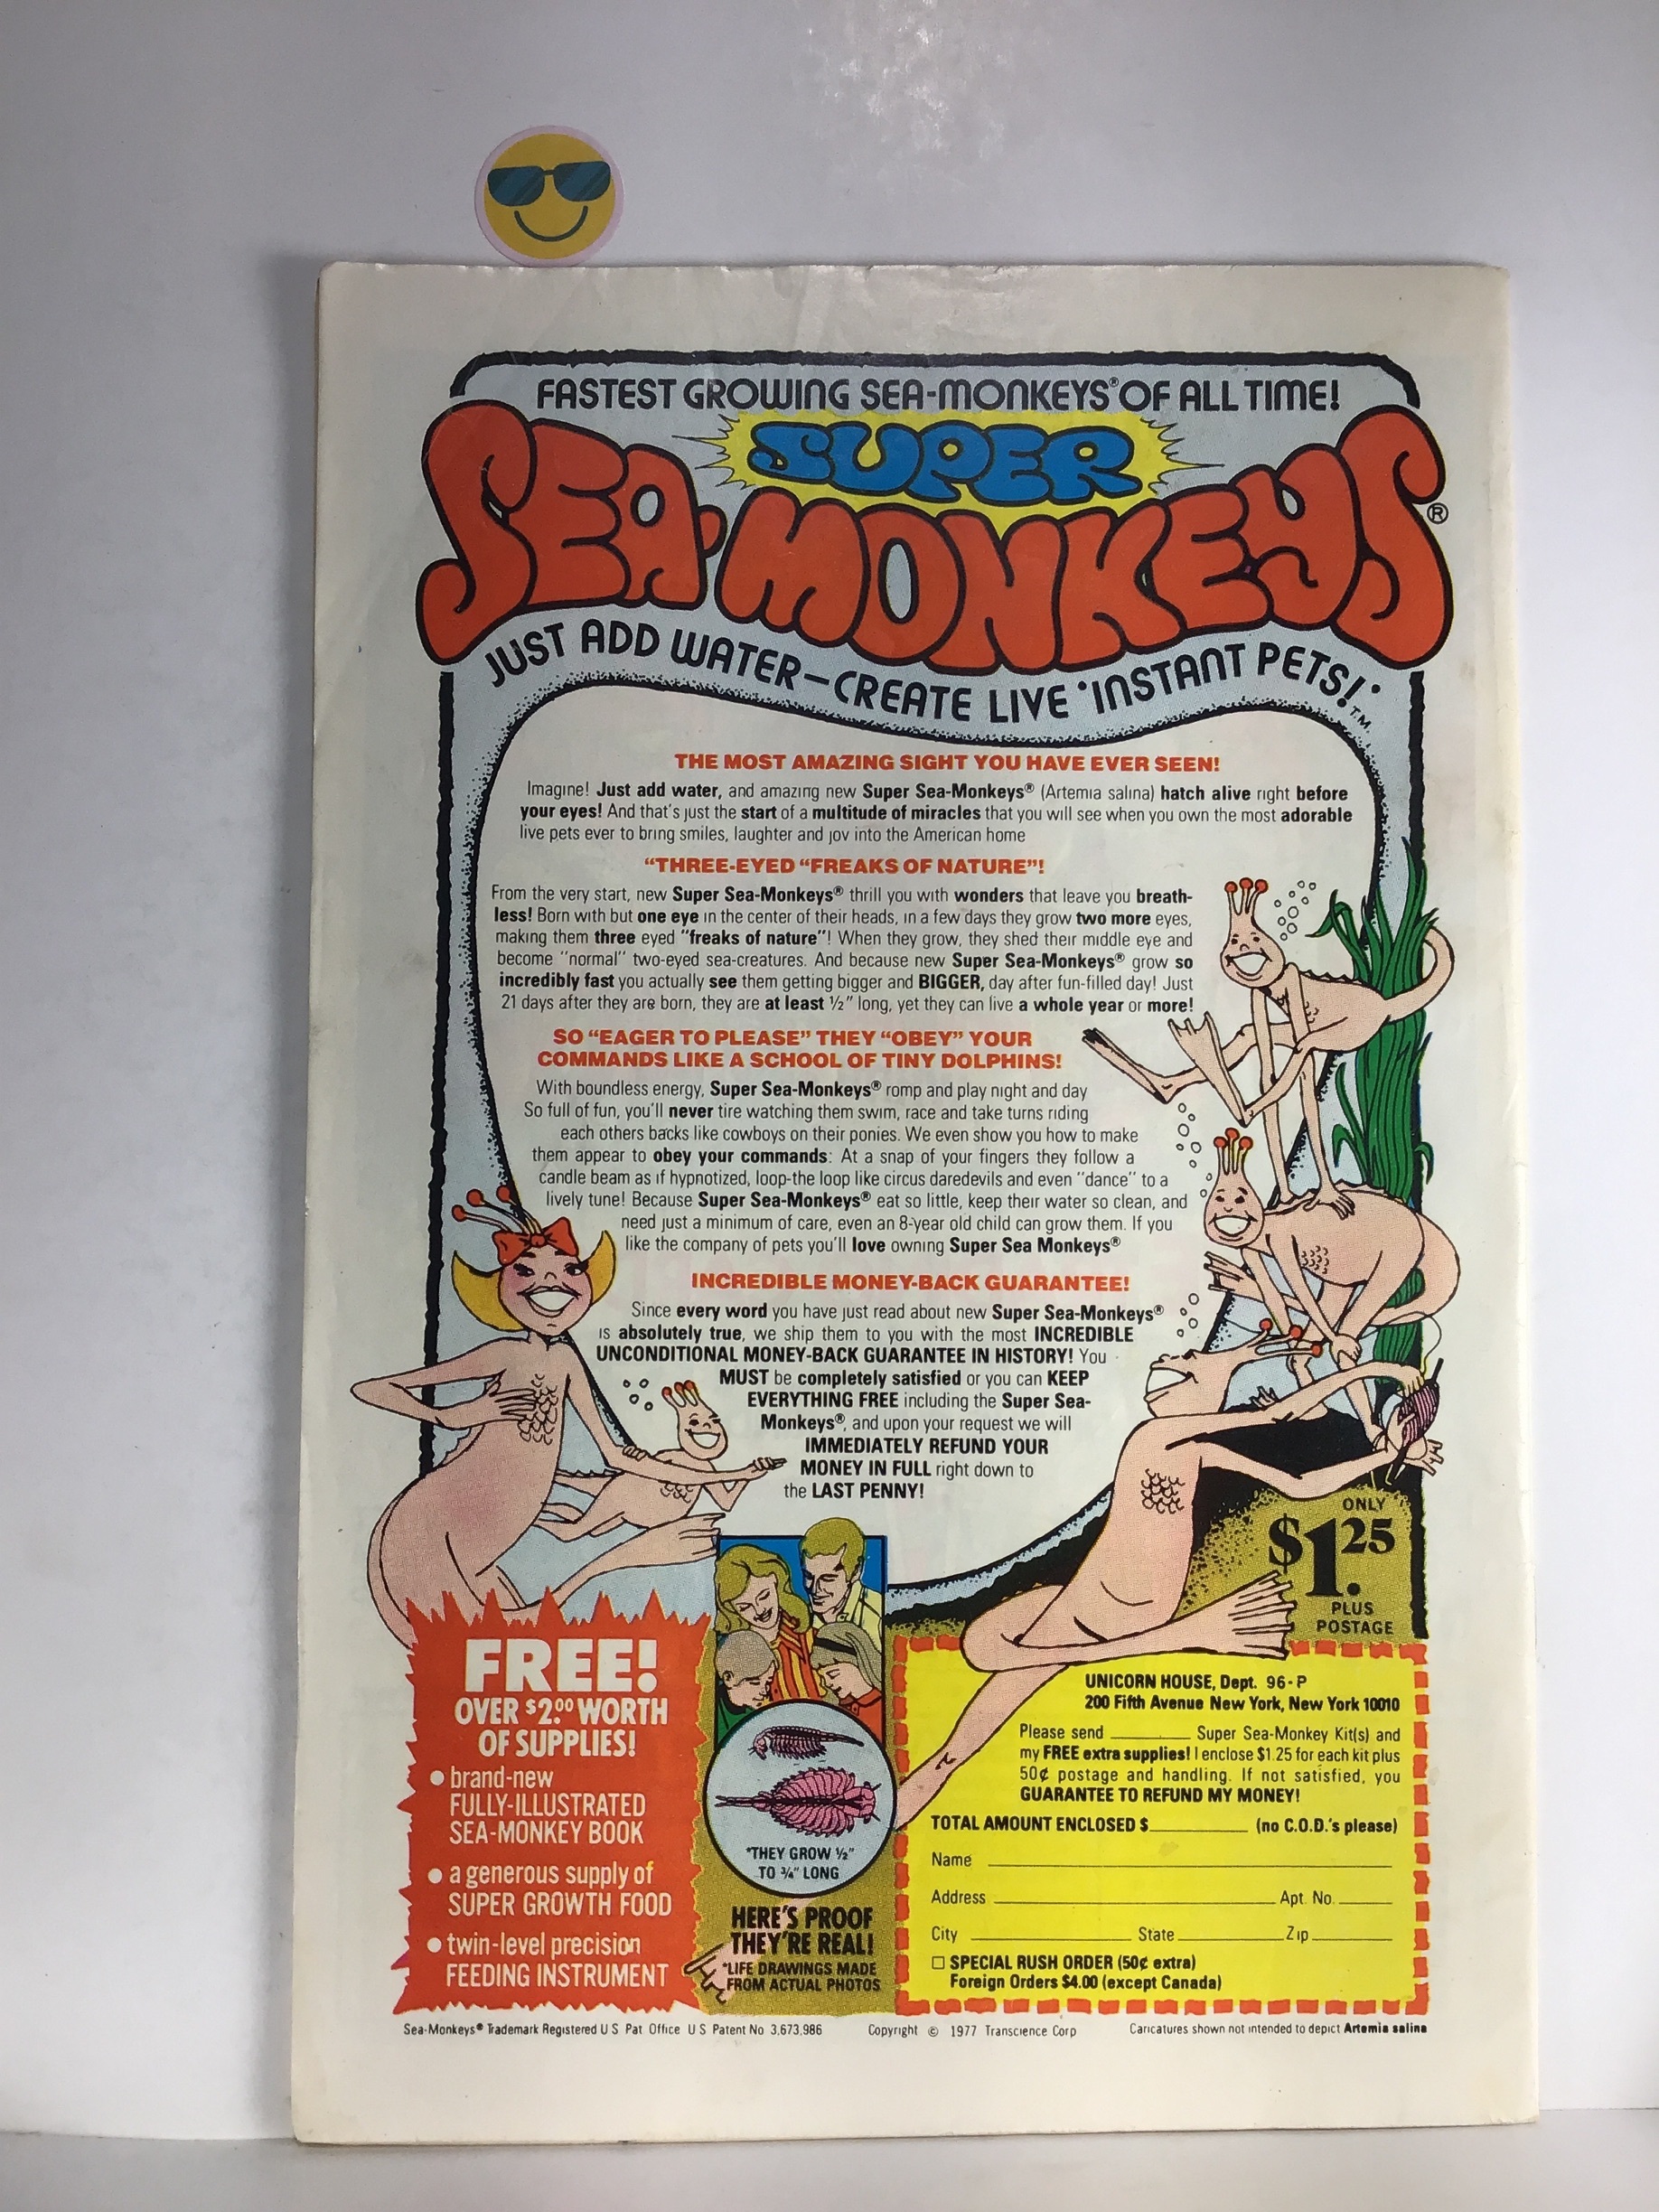 FASTEST GROWING SEA-MONKEYS® OF ALL TIME!
SUPER
SEA-MONKEYS®
JUST ADD WATER—CREATE LIVE 'INSTANT PETS!'T.M.
THE MOST AMAZING SIGHT YOU HAVE EVER SEEN!
Imagine! Just add water, and amazing new Super Sea-Monkeys® (Artemia salina) hatch alive right before
your eyes! And that's just the start of a multitude of miracles that you will see when you own the most adorable
live pets ever to bring smiles, laughter and joy into the American home
"THREE-EYED "FREAKS OF NATURE"!
From the very start, new Super Sea-Monkeys® thrill you with wonders that leave you breath-
less! Born with but one eye in the center of their heads, in a few days they grow two more eyes,
making them three eyed "freaks of nature"! When they grow, they shed their middle eye and
become "normal" two-eyed sea-creatures. And because new Super Sea-Monkeys® grow so
incredibly fast you actually see them getting bigger and BIGGER, day after fun-filled day! Just
21 days after they are born, they are at least ½" long, yet they can live a whole year or more!
SO "EAGER TO PLEASE" THEY "OBEY" YOUR
COMMANDS LIKE A SCHOOL OF TINY DOLPHINS!
With boundless energy, Super Sea-Monkeys® romp and play night and day
So full of fun, you'll never tire watching them swim, race and take turns riding
each others backs like cowboys on their ponies. We even show you how to make
them appear to obey your commands: At a snap of your fingers they follow a
candle beam as if hypnotized, loop-the loop like circus daredevils and even "dance" to a
lively tune! Because Super Sea-Monkeys® eat so little, keep their water so clean, and
need just a minimum of care, even an 8-year old child can grow them. If you
like the company of pets you'll love owning Super Sea Monkeys®
INCREDIBLE MONEY-BACK GUARANTEE!
Since every word you have just read about new Super Sea-Monkeys®
is absolutely true, we ship them to you with the most INCREDIBLE
UNCONDITIONAL MONEY-BACK GUARANTEE IN HISTORY! You
MUST be completely satisfied or you can KEEP
EVERYTHING FREE including the Super Sea-
Monkeys®, and upon your request we will
IMMEDIATELY REFUND YOUR
MONEY IN FULL right down to
the LAST PENNY!
ONLY
$1.25
PLUS
POSTAGE
FREE!
OVER $2.00 WORTH
OF SUPPLIES!
● brand-new
FULLY-ILLUSTRATED
SEA-MONKEY BOOK
● a generous supply of
SUPER GROWTH FOOD
● twin-level precision
FEEDING INSTRUMENT
*THEY GROW ½"
TO ¾" LONG
HERE'S PROOF
THEY'RE REAL!
*LIFE DRAWINGS MADE
FROM ACTUAL PHOTOS
UNICORN HOUSE, Dept. 96-P
200 Fifth Avenue New York, New York 10010
Please send ________ Super Sea-Monkey Kit(s) and
my FREE extra supplies! I enclose $1.25 for each kit plus
50¢ postage and handling. If not satisfied, you
GUARANTEE TO REFUND MY MONEY!
TOTAL AMOUNT ENCLOSED $________ (no C.O.D.'s please)
Name ________
Address ________ Apt. No. ________
City ________ State ________ Zip ________
☐ SPECIAL RUSH ORDER (50¢ extra)
Foreign Orders $4.00 (except Canada)
Sea-Monkeys® Trademark Registered U S Pat Office U S Patent No 3,673,986 Copyright © 1977 Transcience Corp Caricatures shown not intended to depict Artemia salina